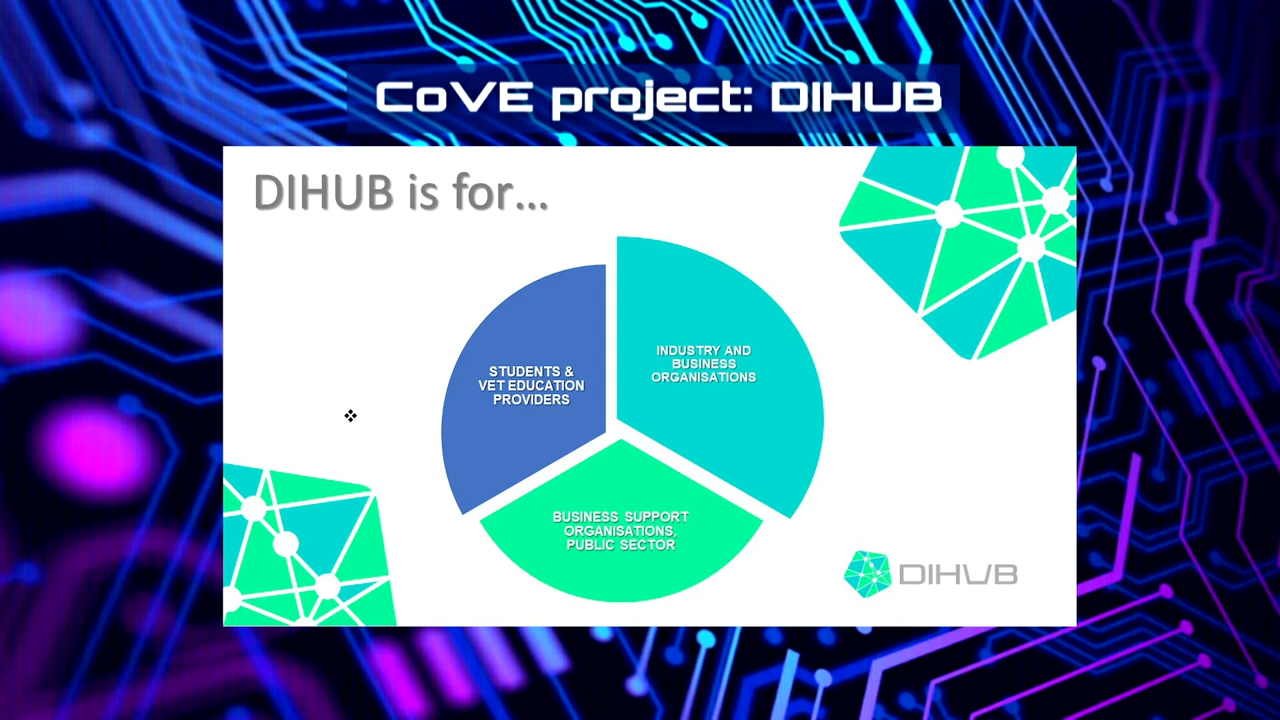 CoVE project: DIHUB
DIHUB is for...
STUDENTS &
VET EDUCATION
PROVIDERS
INDUSTRY AND
BUSINESS
ORGANISATIONS
BUSINESS SUPPORT
ORGANISATIONS,
PUBLIC SECTOR
DIHUB